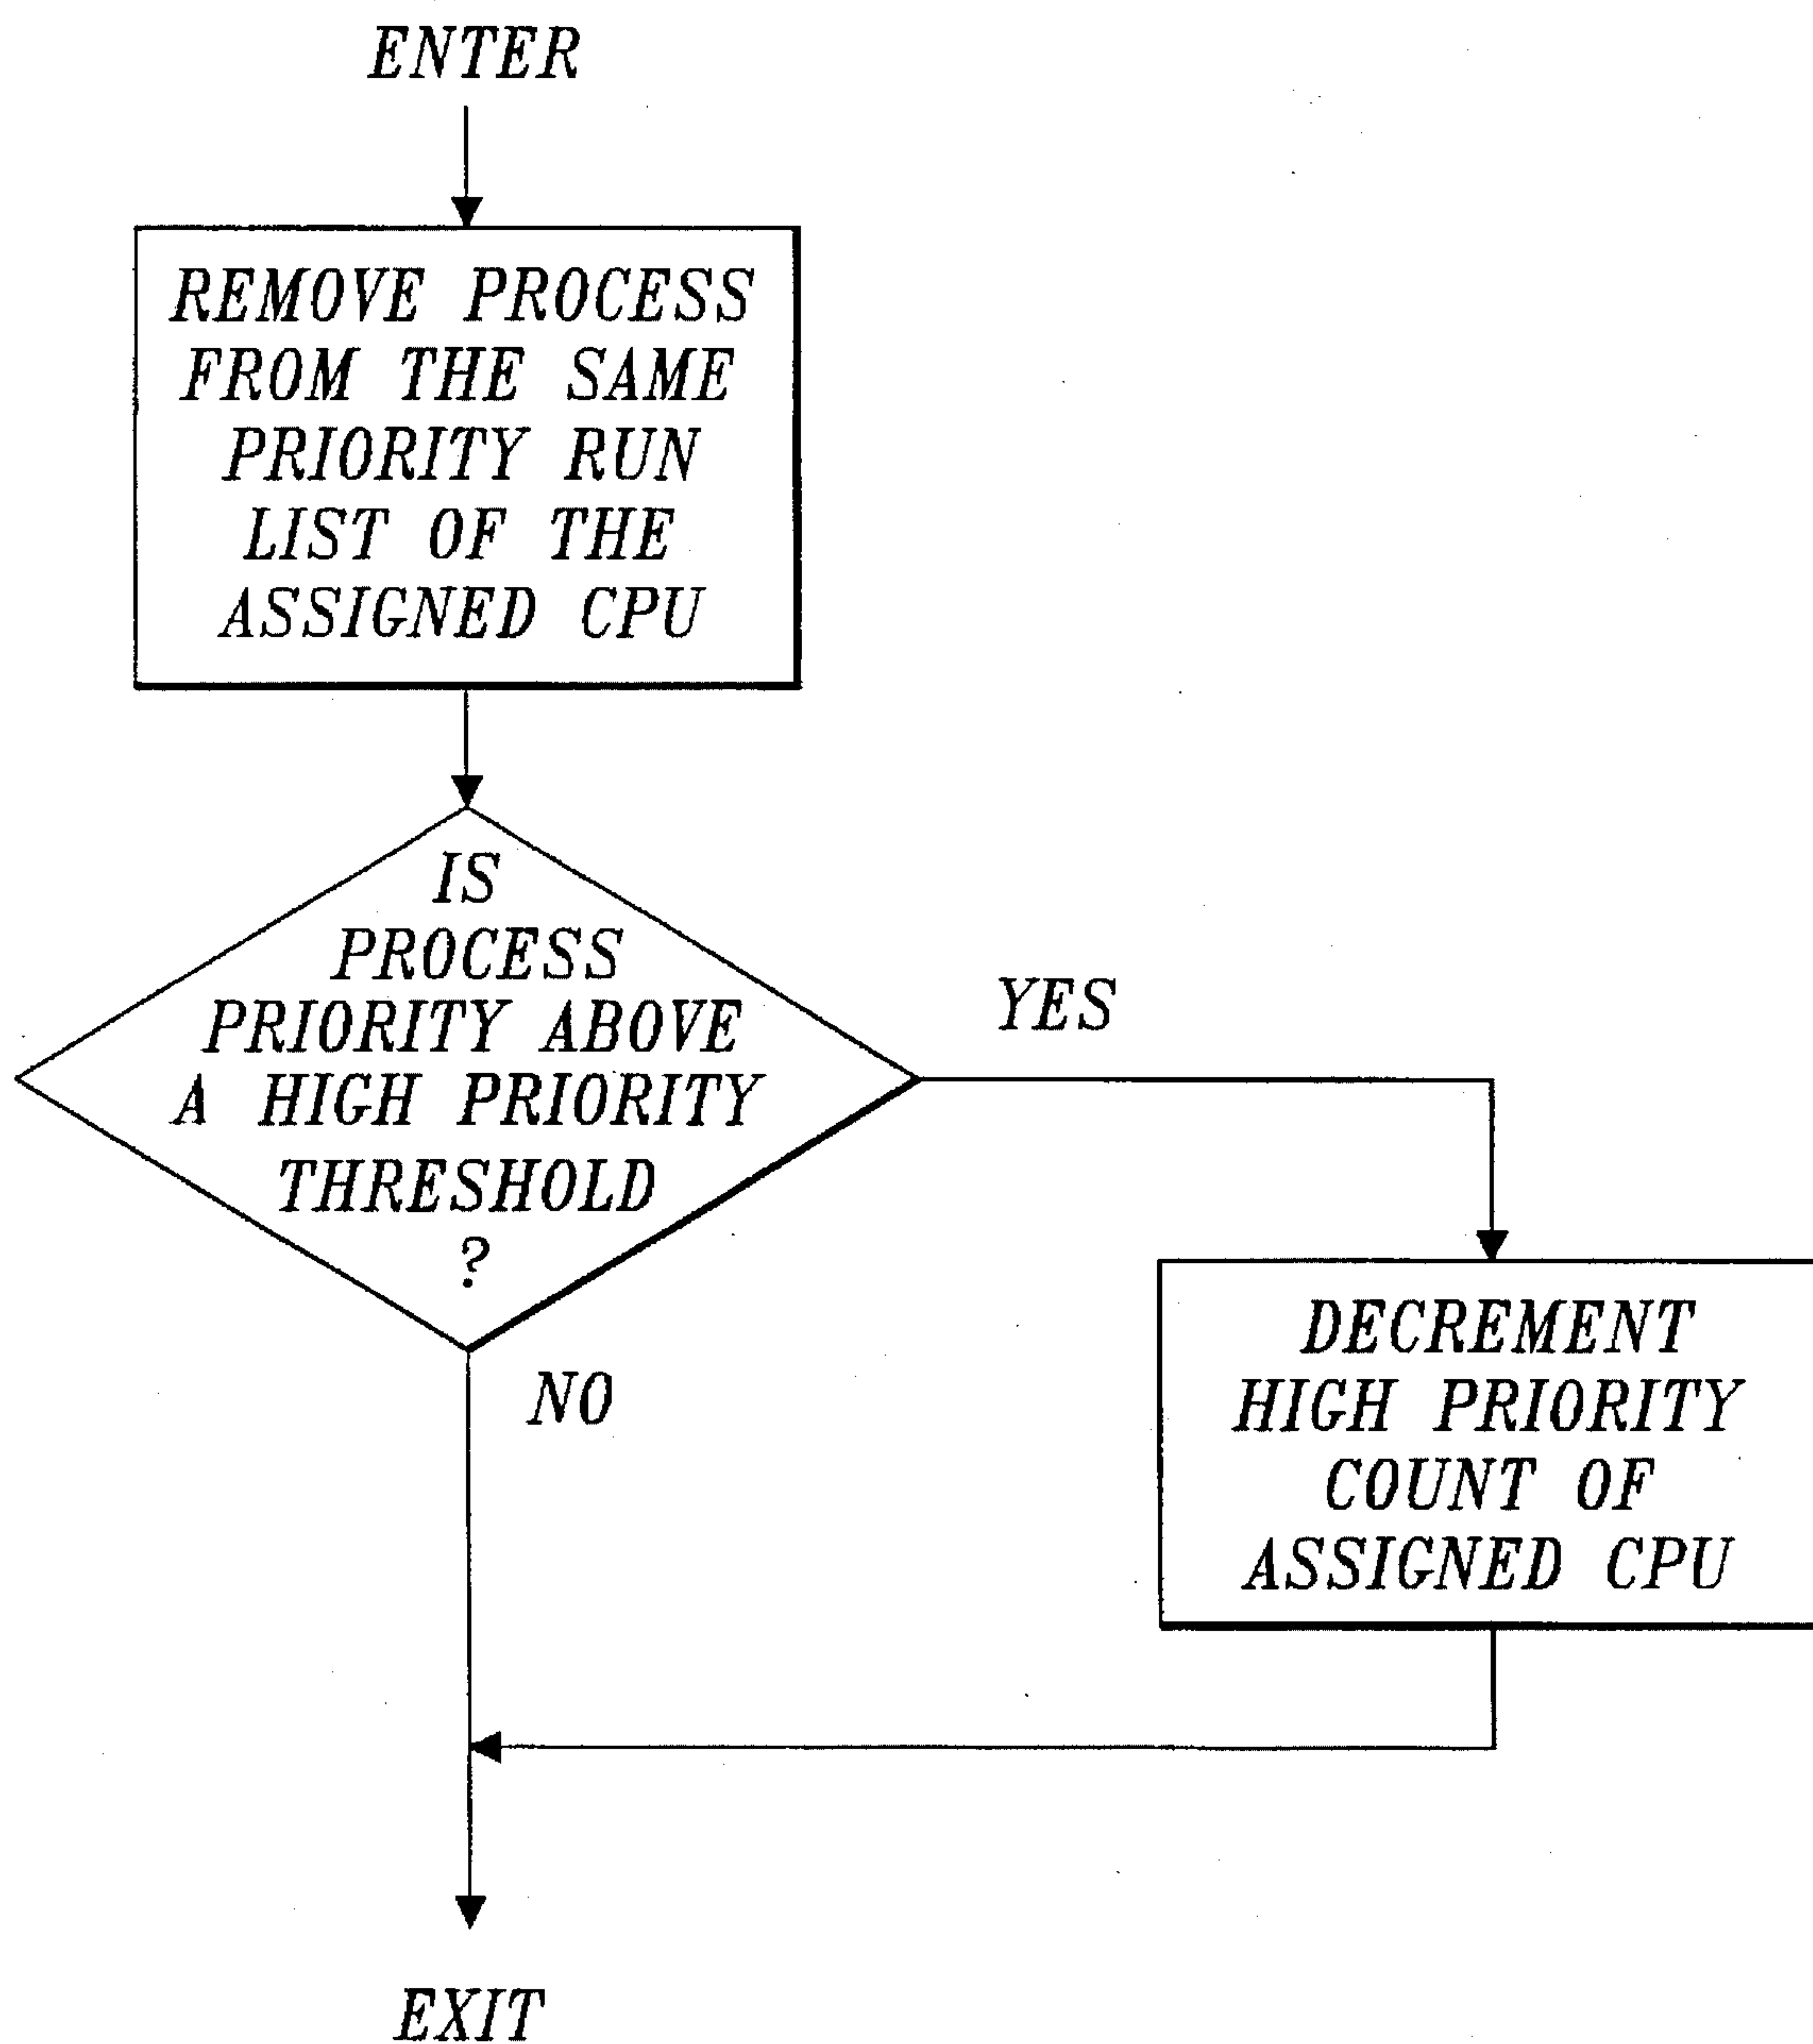 ENTER
REMOVE PROCESS
FROM THE SAME
PRIORITY RUN
LIST OF THE
ASSIGNED CPU
IS
PROCESS
PRIORITY ABOVE
A HIGH PRIORITY
THRESHOLD
?
YES
NO
DECREMENT
HIGH PRIORITY
COUNT OF
ASSIGNED CPU
EXIT